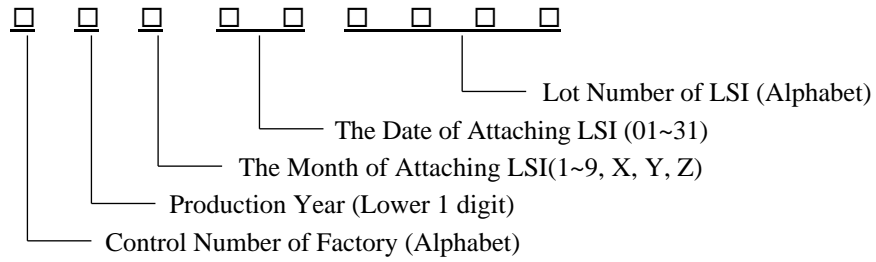 □ □ □ □ □ □ □ □ □
Lot Number of LSI (Alphabet)
The Date of Attaching LSI (01~31)
The Month of Attaching LSI(1~9, X, Y, Z)
Production Year (Lower 1 digit)
Control Number of Factory (Alphabet)